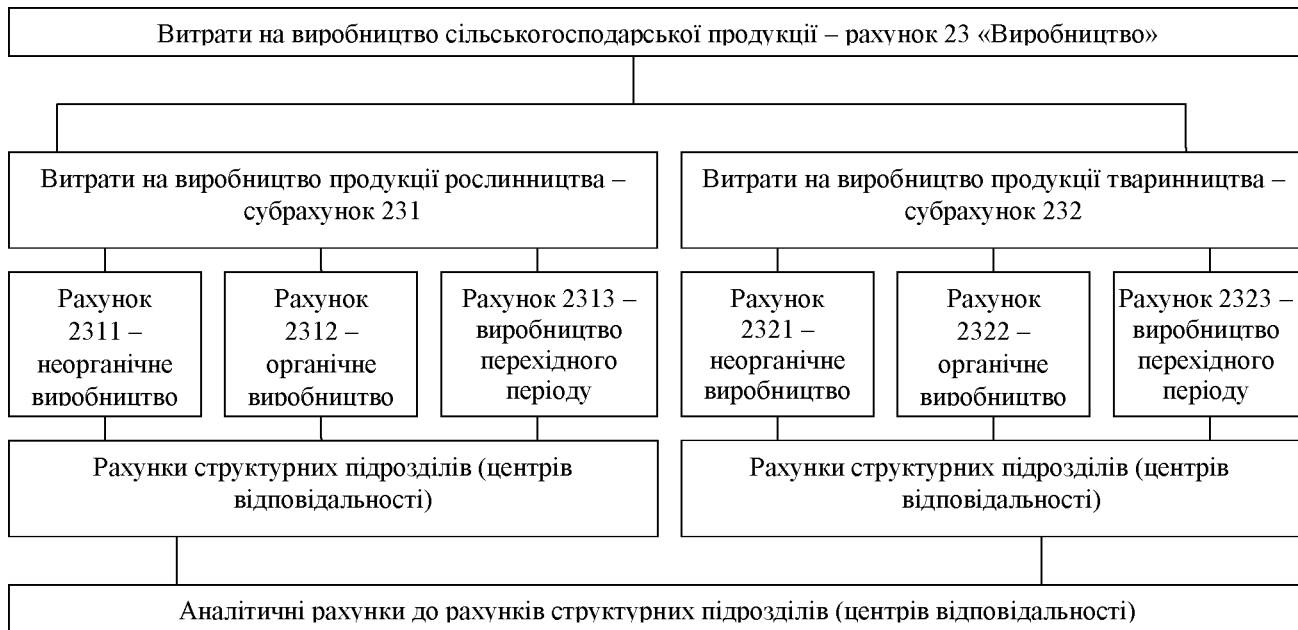 Витрати на виробництво сільськогосподарської продукції – рахунок 23 «Виробництво»
Витрати на виробництво продукції рослинництва –
субрахунок 231
Витрати на виробництво продукції тваринництва –
субрахунок 232
Рахунок
2311 –
неорганічне
виробництво
Рахунок
2312 –
органічне
виробництво
Рахунок 2313 –
виробництво
перехідного
періоду
Рахунок
2321 –
неорганічне
виробництво
Рахунок
2322 –
органічне
виробництво
Рахунок 2323 –
виробництво
перехідного
періоду
Рахунки структурних підрозділів (центрів
відповідальності)
Рахунки структурних підрозділів (центрів
відповідальності)
Аналітичні рахунки до рахунків структурних підрозділів (центрів відповідальності)